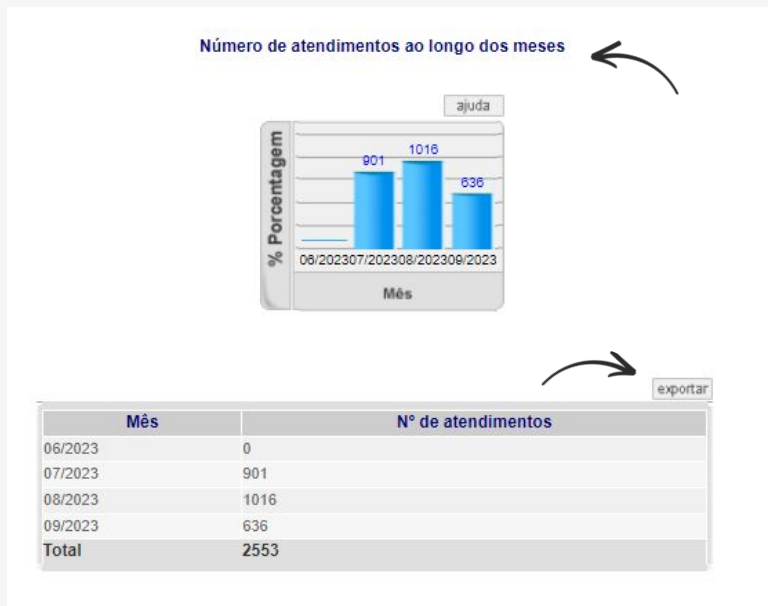 Número de atendimentos ao longo dos meses
ajuda
% Porcentagem
901
1016
636
06/2023 07/2023 08/2023 09/2023
Mês
exportar
Mês Nº de atendimentos
06/2023 0
07/2023 901
08/2023 1016
09/2023 636
Total 2553